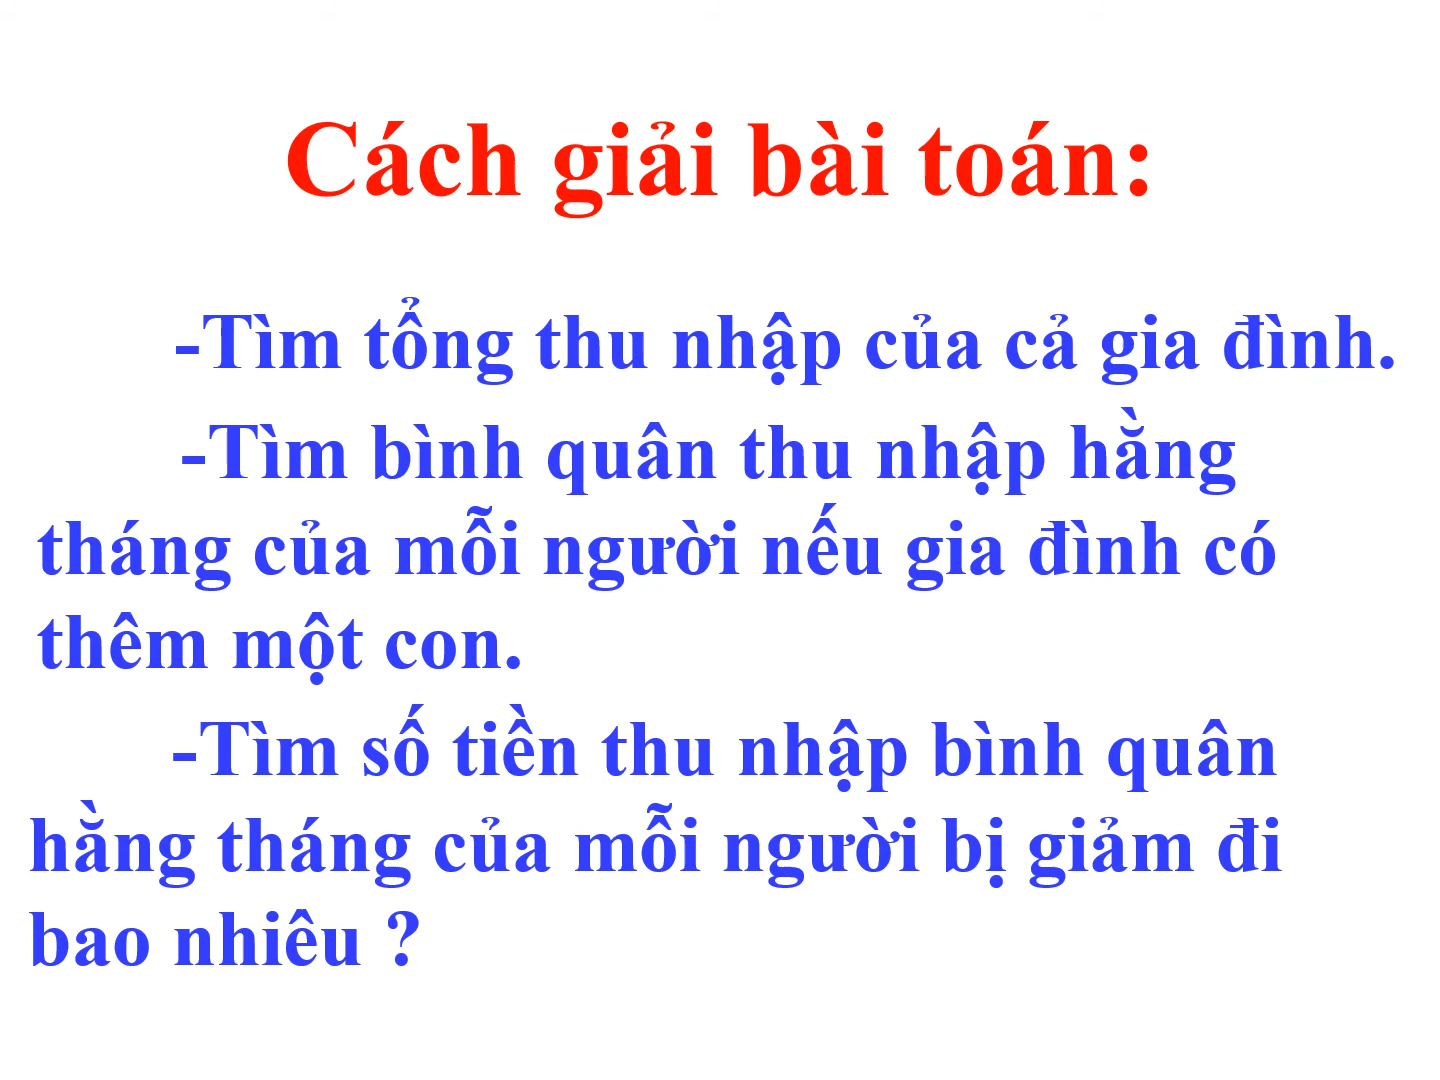 Cách giải bài toán:
-Tìm tổng thu nhập của cả gia đình.
-Tìm bình quân thu nhập hằng
tháng của mỗi người nếu gia đình có
thêm một con.
-Tìm số tiền thu nhập bình quân
hằng tháng của mỗi người bị giảm đi
bao nhiêu ?